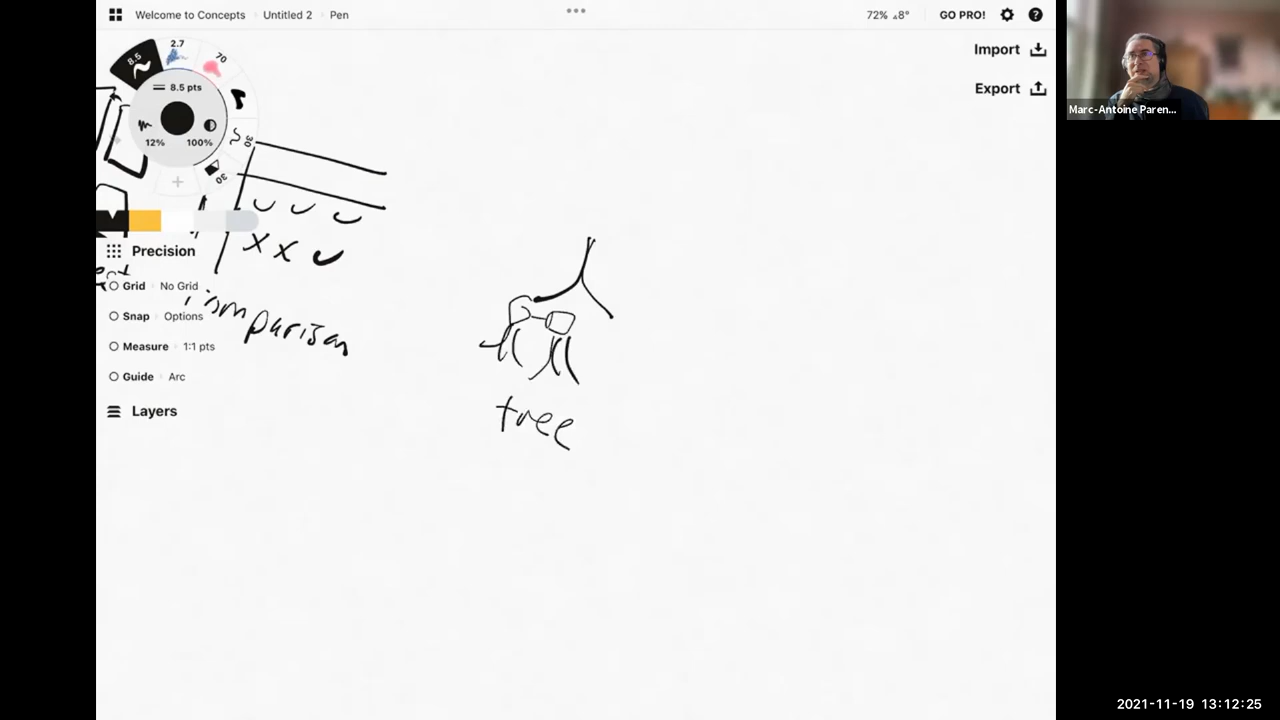 Welcome to Concepts › Untitled 2 › Pen
72% ⊿8° GO PRO!
Import
Export
8.5
2.7
70
8.5 pts
12% 100%
30
30
Precision
Grid › No Grid
Snap › Options
Measure › 1:1 pts
Guide › Arc
Layers
X X
Comparison
tree
Marc-Antoine Paren...
2021-11-19 13:12:25